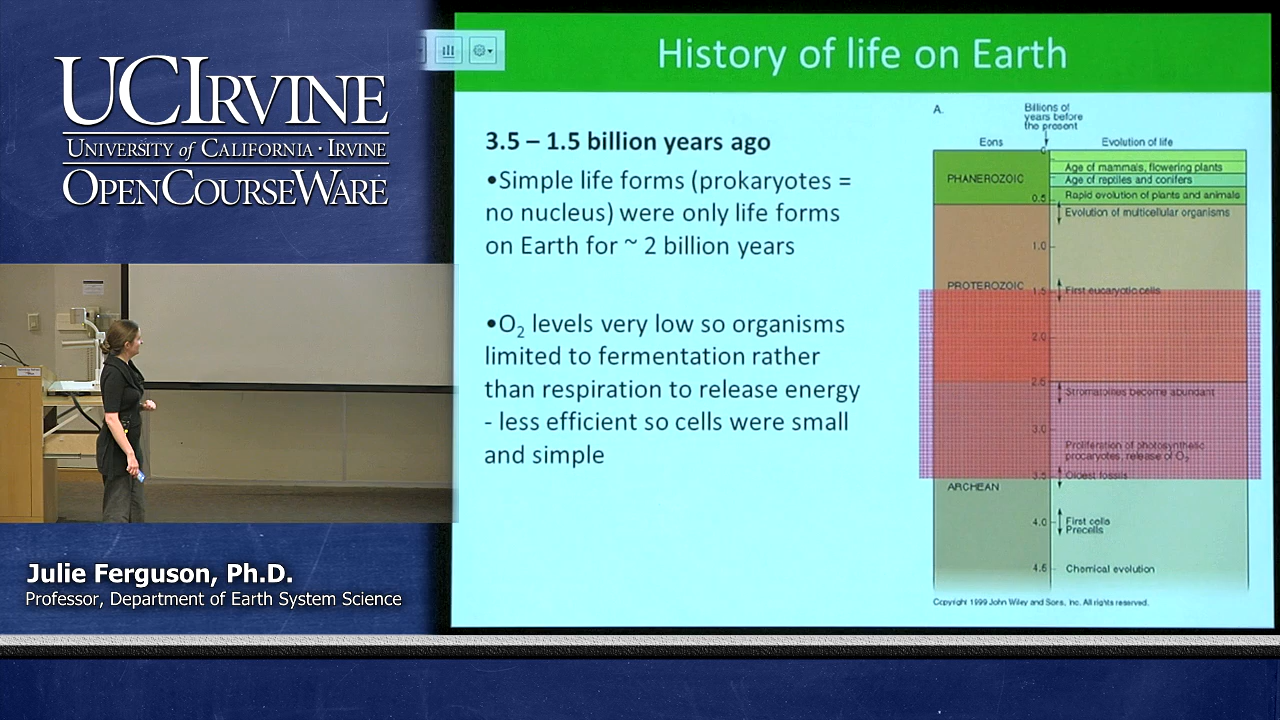 UCIRVINE
UNIVERSITY of CALIFORNIA · IRVINE
OPENCOURSEWARE
Julie Ferguson, Ph.D.
Professor, Department of Earth System Science
History of life on Earth
3.5 – 1.5 billion years ago
•Simple life forms (prokaryotes =
no nucleus) were only life forms
on Earth for ~ 2 billion years
•O₂ levels very low so organisms
limited to fermentation rather
than respiration to release energy
- less efficient so cells were small
and simple
A.
Billions of
years before
the present
Eons
Evolution of life
0
PHANEROZOIC
Age of mammals, flowering plants
Age of reptiles and conifers
Rapid evolution of plants and animals
0.5
Evolution of multicellular organisms
1.0
PROTEROZOIC
1.5
First eucaryotic cells
2.0
2.5
Stromatolites become abundant
3.0
Proliferation of photosynthetic
procaryotes, release of O₂
3.5
Oldest fossils
ARCHEAN
4.0
First cells
Precells
4.6
Chemical evolution
Copyright 1999 John Wiley and Sons, Inc. All rights reserved.